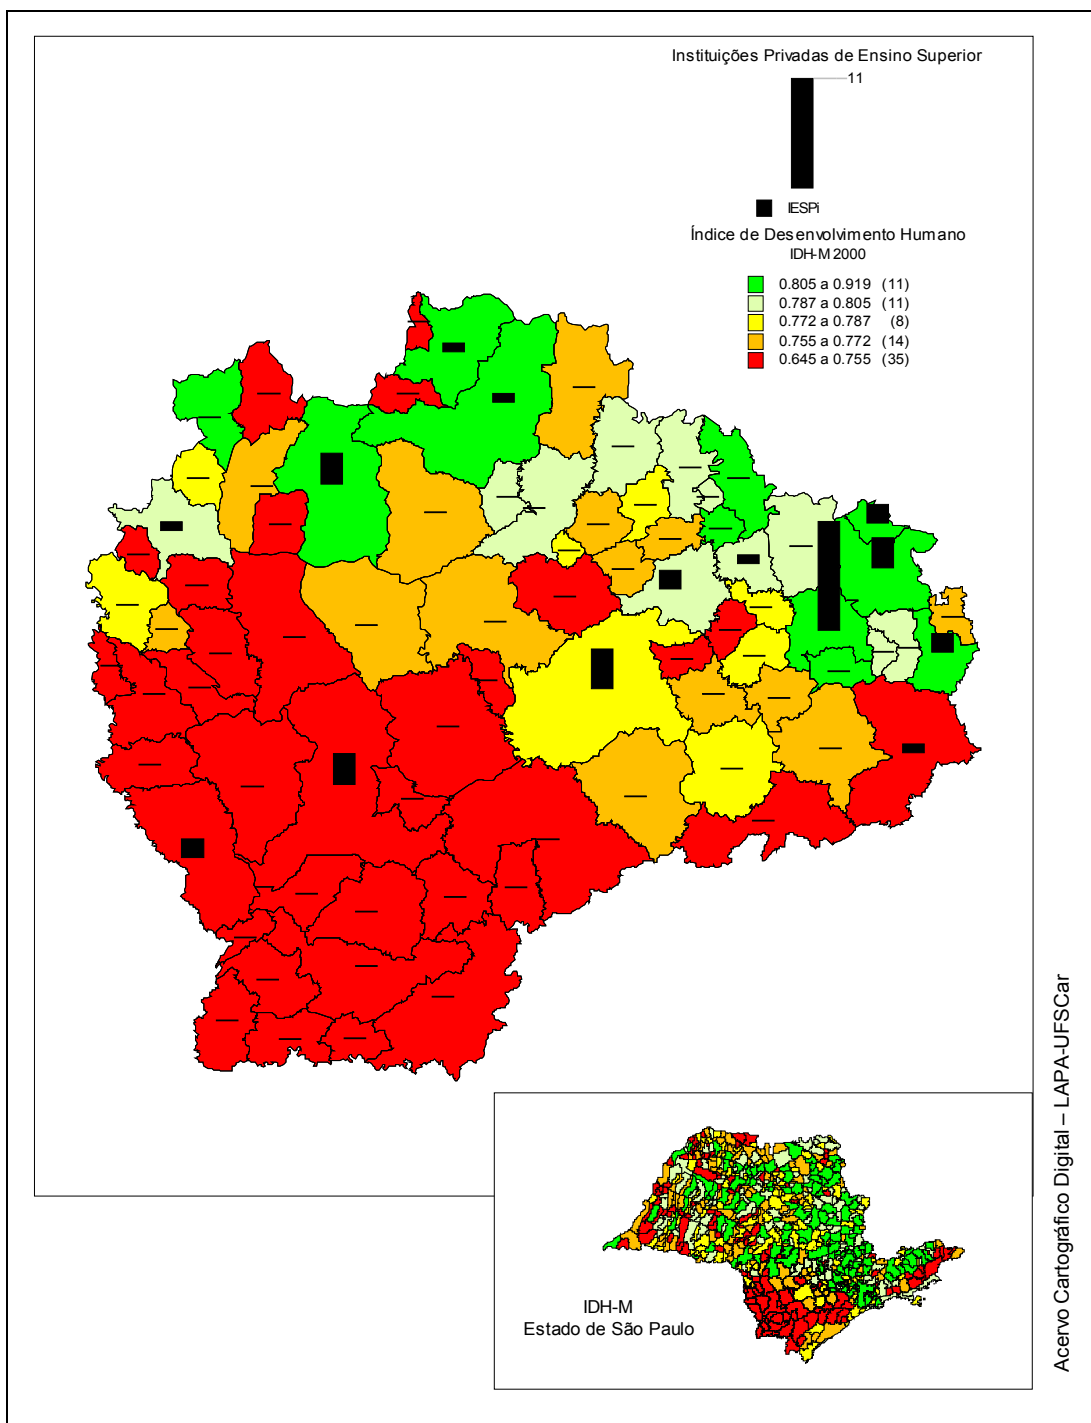 Instituições Privadas de Ensino Superior
11
IESPi
Índice de Desenvolvimento Humano
IDH-M 2000
0.805 a 0.919 (11)
0.787 a 0.805 (11)
0.772 a 0.787 (8)
0.755 a 0.772 (14)
0.645 a 0.755 (35)
IDH-M
Estado de São Paulo
Acervo Cartográfico Digital – LAPA-UFSCar